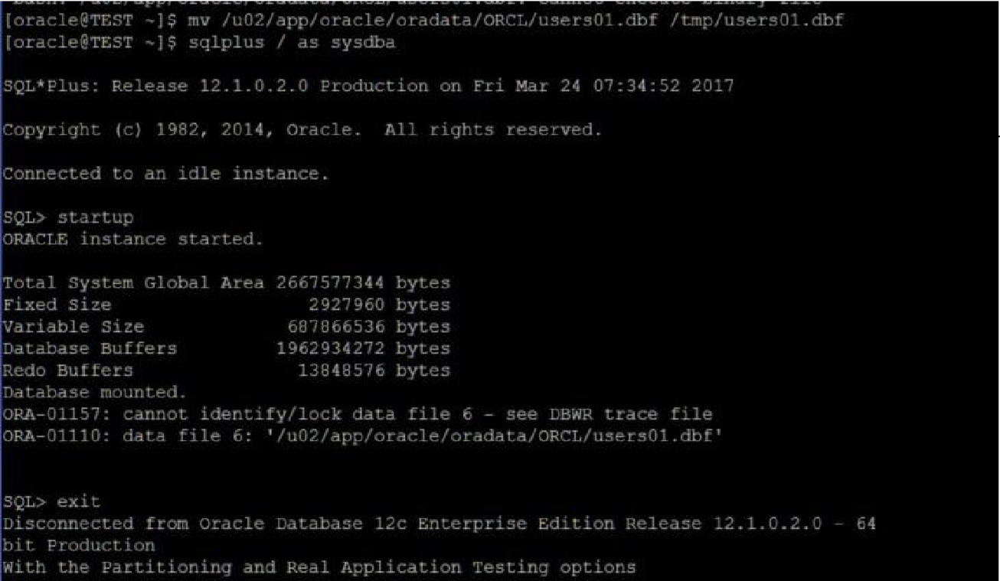 [oracle@TEST ~]$ mv /u02/app/oracle/oradata/ORCL/users01.dbf /tmp/users01.dbf
[oracle@TEST ~]$ sqlplus / as sysdba
SQL*Plus: Release 12.1.0.2.0 Production on Fri Mar 24 07:34:52 2017
Copyright (c) 1982, 2014, Oracle.  All rights reserved.
Connected to an idle instance.
SQL> startup
ORACLE instance started.
Total System Global Area 2667577344 bytes
Fixed Size                  2927960 bytes
Variable Size             687866536 bytes
Database Buffers         1962934272 bytes
Redo Buffers               13848576 bytes
Database mounted.
ORA-01157: cannot identify/lock data file 6 - see DBWR trace file
ORA-01110: data file 6: '/u02/app/oracle/oradata/ORCL/users01.dbf'
SQL> exit
Disconnected from Oracle Database 12c Enterprise Edition Release 12.1.0.2.0 - 64
bit Production
With the Partitioning and Real Application Testing options